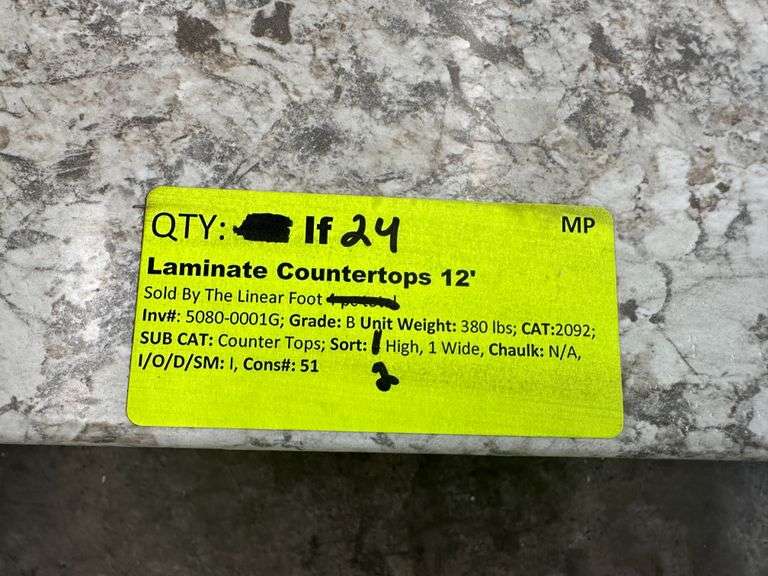 QTY: lf 24 MP
Laminate Countertops 12'
Sold By The Linear Foot
Inv#: 5080-0001G; Grade: B Unit Weight: 380 lbs; CAT:2092;
SUB CAT: Counter Tops; Sort: 1 High, 1 Wide, Chaulk: N/A,
I/O/D/SM: I, Cons#: 51
2